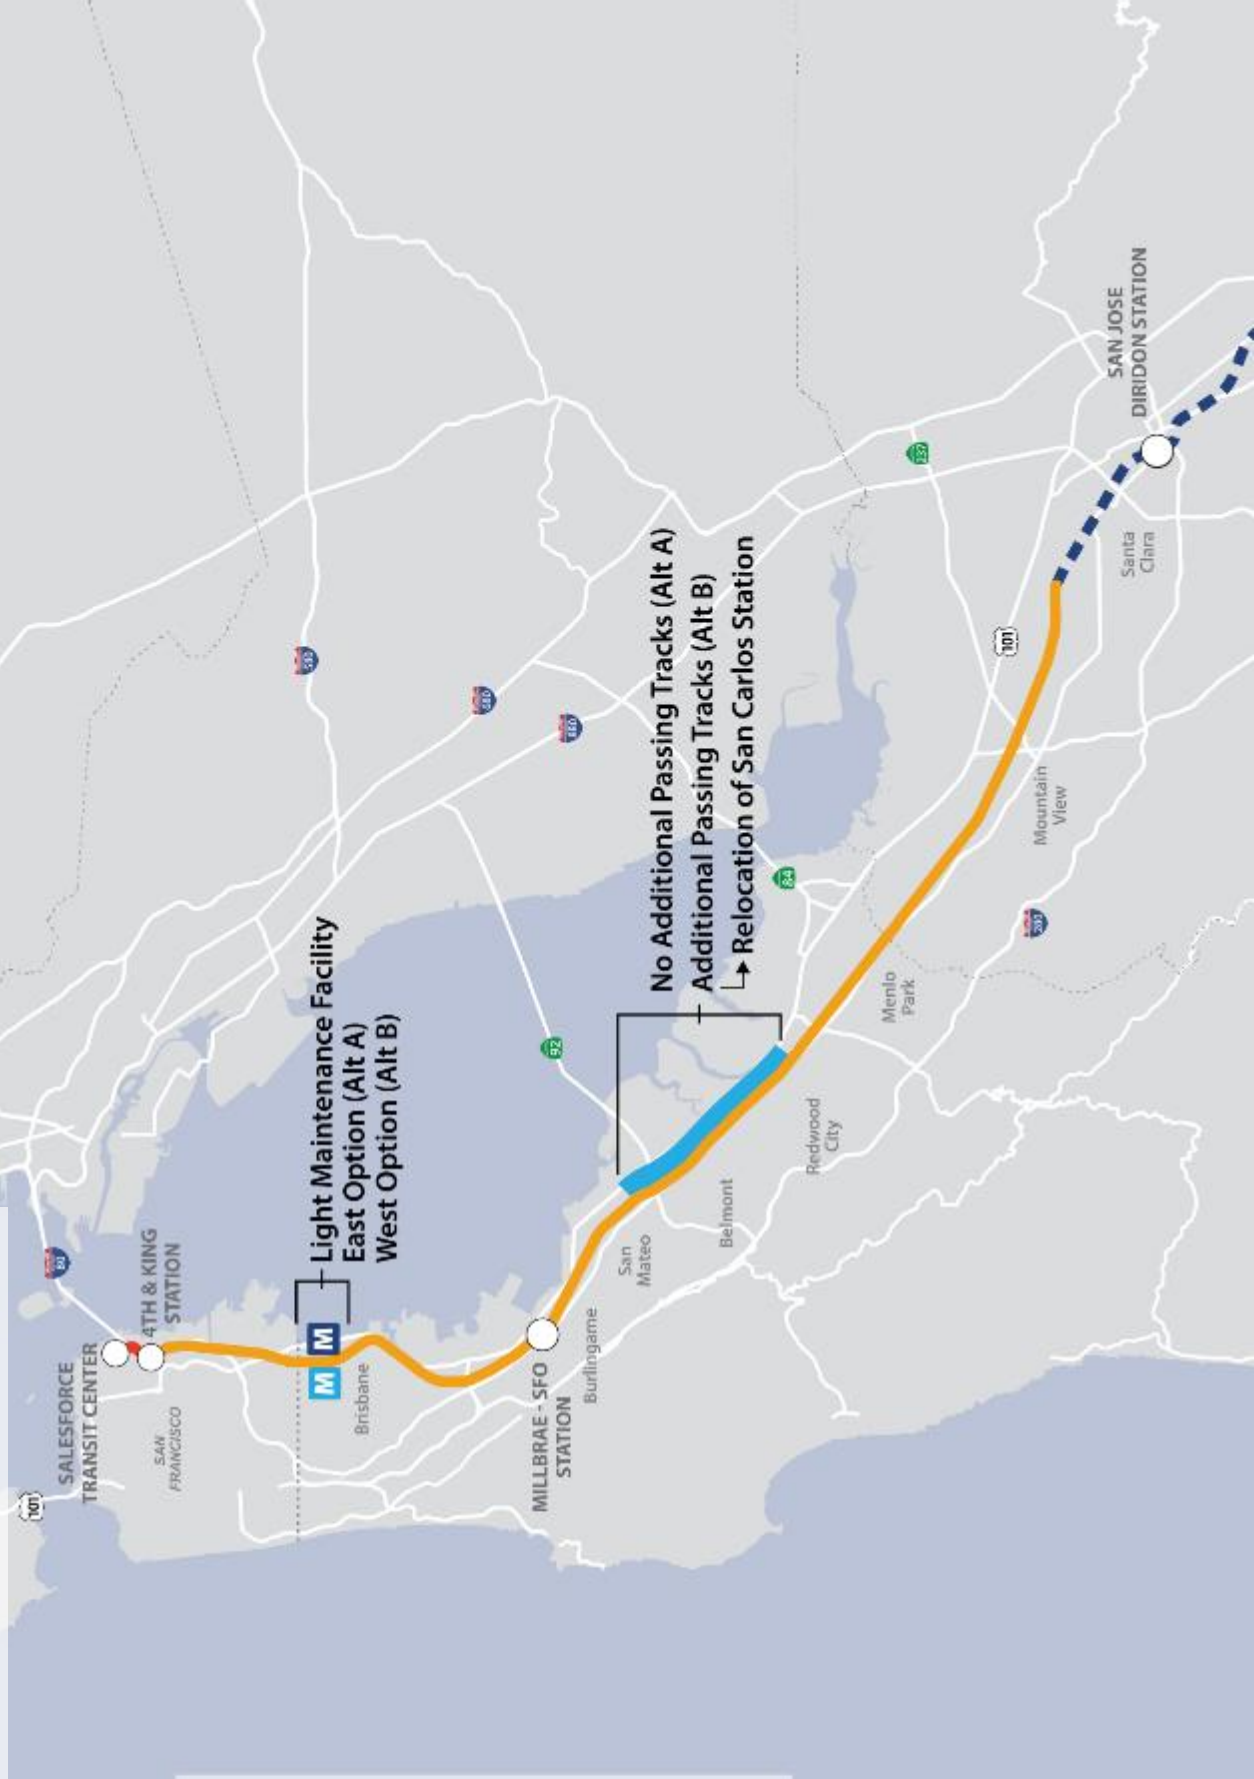 SALESFORCE
TRANSIT CENTER
4TH & KING
STATION
SAN
FRANCISCO
101
80
Light Maintenance Facility
East Option (Alt A)
West Option (Alt B)
M
M
Brisbane
MILLBRAE - SFO
STATION
Burlingame
San
Mateo
Belmont
Redwood
City
92
580
680
880
No Additional Passing Tracks (Alt A)
Additional Passing Tracks (Alt B)
Relocation of San Carlos Station
84
Menlo
Park
280
Mountain
View
101
237
Santa
Clara
SAN JOSE
DIRIDON STATION